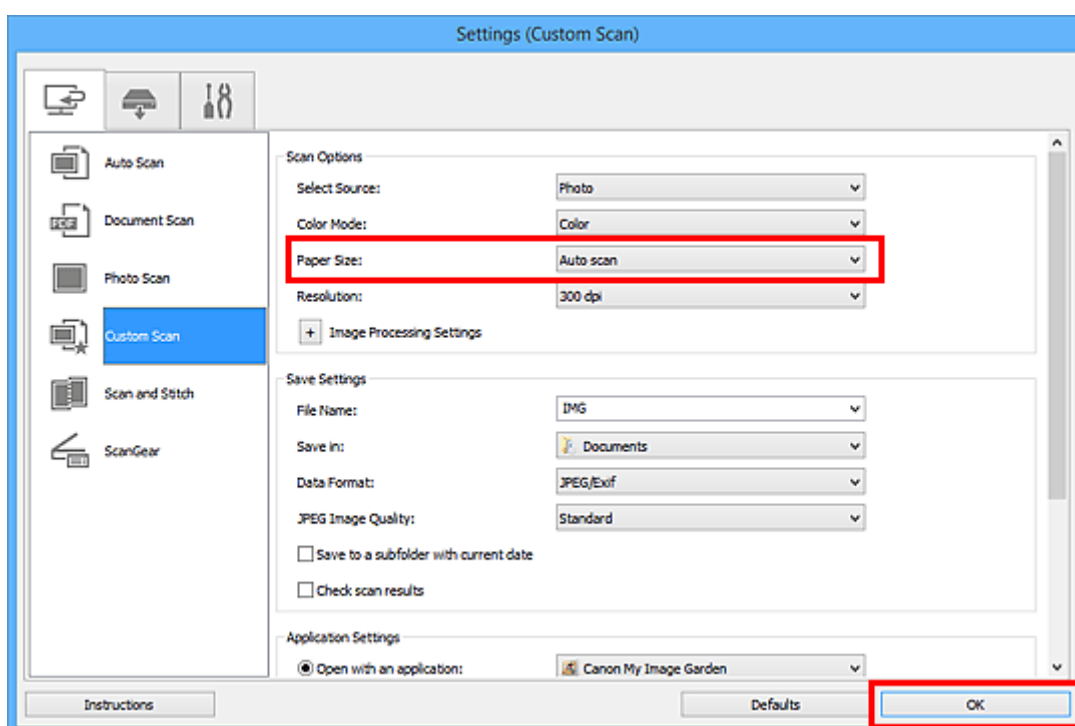 Settings (Custom Scan)
Auto Scan
Document Scan
Photo Scan
Custom Scan
Scan and Stitch
ScanGear
Scan Options
Select Source: Photo
Color Mode: Color
Paper Size: Auto scan
Resolution: 300 dpi
+ Image Processing Settings
Save Settings
File Name: IMG
Save in: Documents
Data Format: JPEG/Exif
JPEG Image Quality: Standard
Save to a subfolder with current date
Check scan results
Application Settings
Open with an application: Canon My Image Garden
Instructions Defaults OK